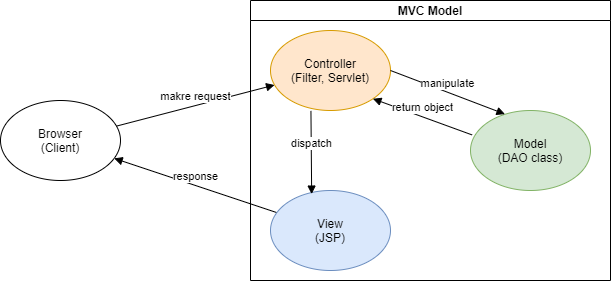 MVC Model
Controller
(Filter, Servlet)
manipulate
makre request
return object
Browser
(Client)
dispatch
Model
(DAO class)
response
View
(JSP)